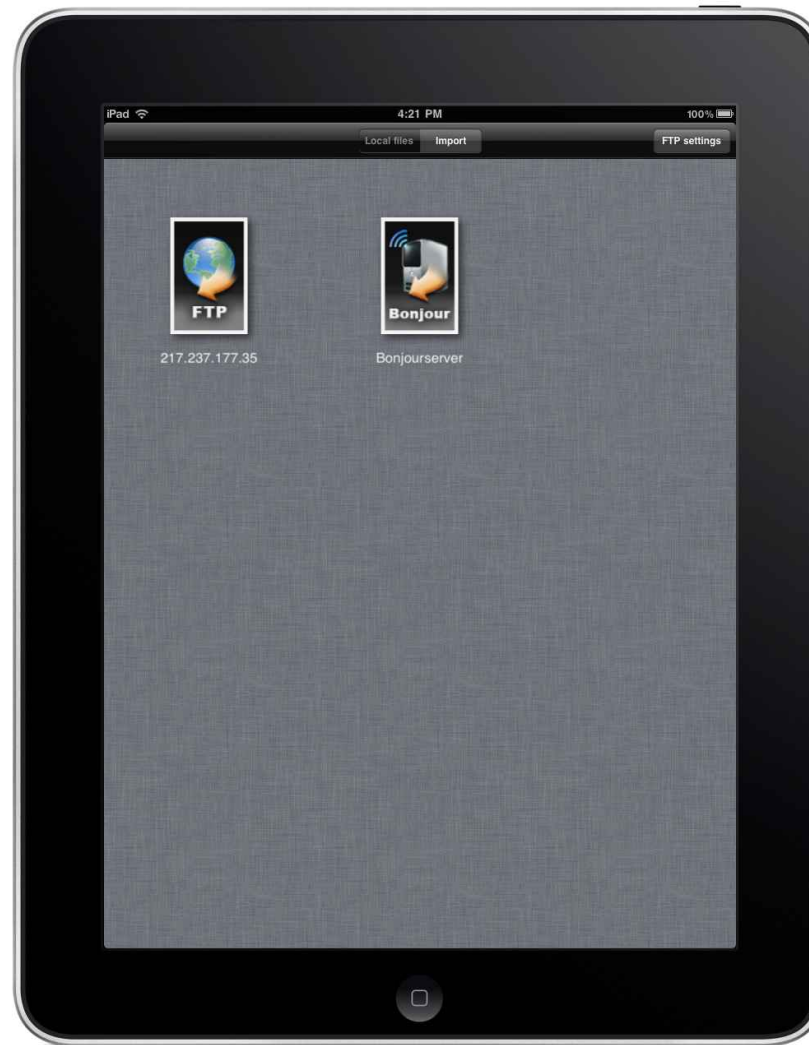 iPad 4:21 PM 100%
Local files Import FTP settings
FTP Bonjour
217.237.177.35 Bonjourserver